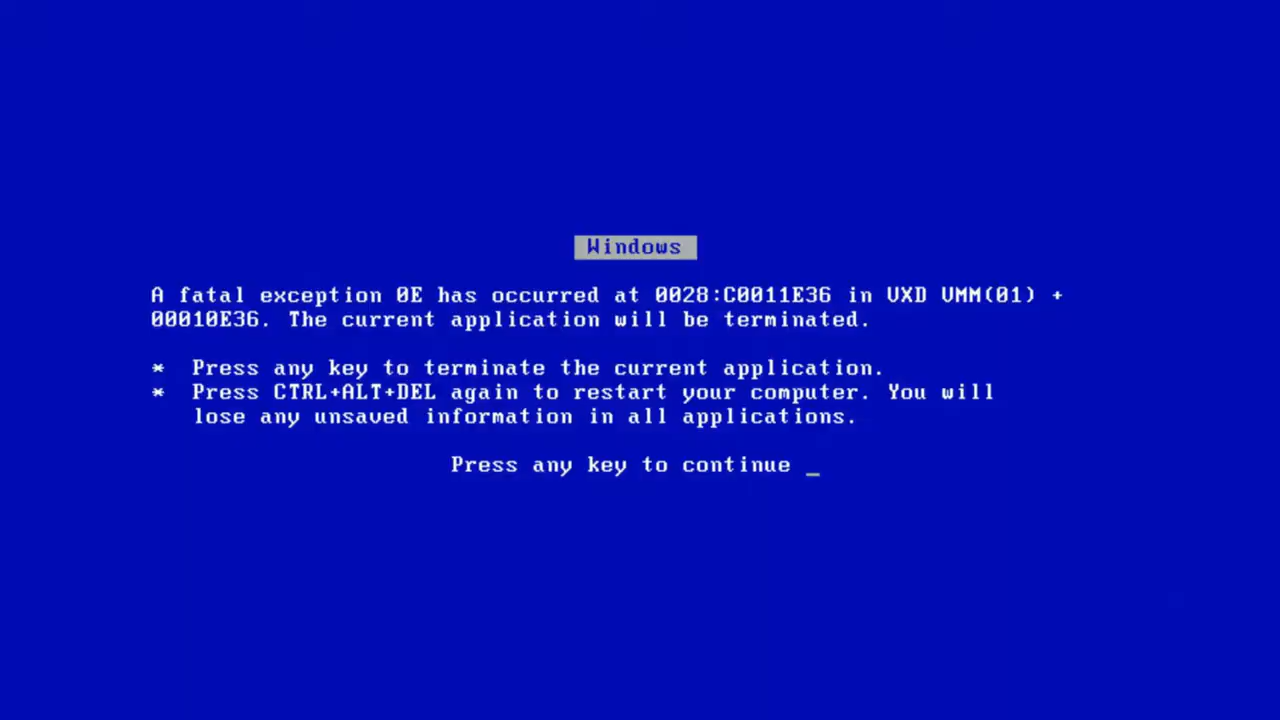 Windows
A fatal exception 0E has occurred at 0028:C0011E36 in VXD VMM(01) +
00010E36. The current application will be terminated.
* Press any key to terminate the current application.
* Press CTRL+ALT+DEL again to restart your computer. You will
lose any unsaved information in all applications.
Press any key to continue _